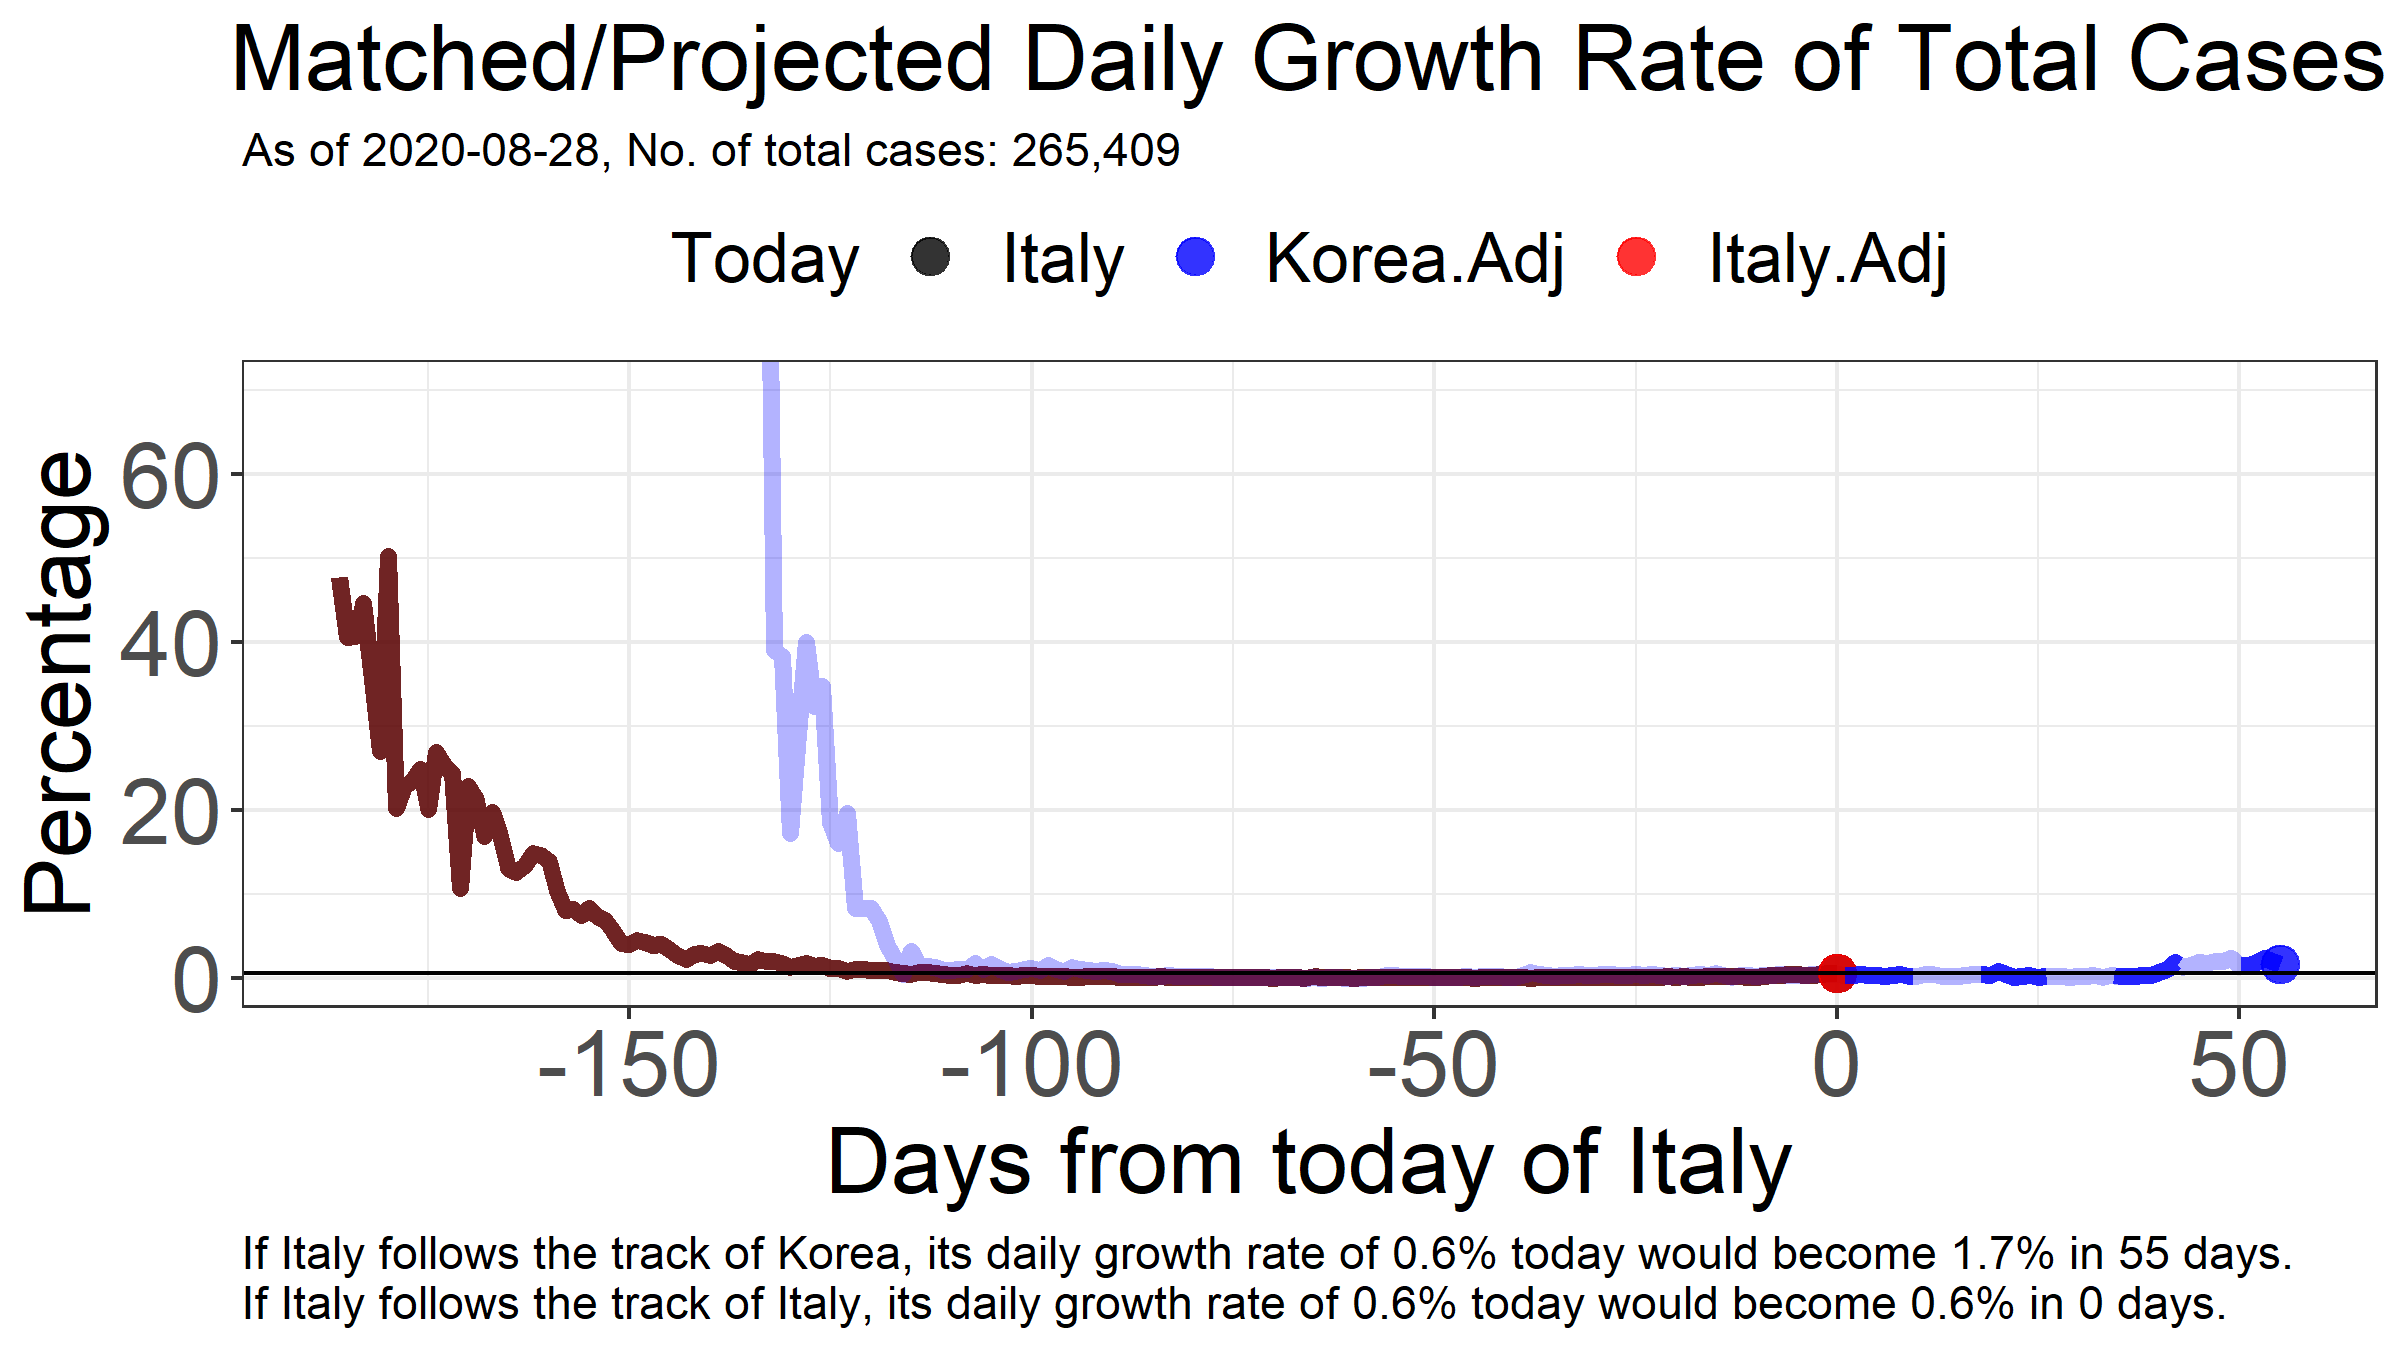 Matched/Projected Daily Growth Rate of Total Cases
As of 2020-08-28, No. of total cases: 265,409
Today Italy Korea.Adj Italy.Adj
Percentage
60
40
20
0
-150 -100 -50 0 50
Days from today of Italy
If Italy follows the track of Korea, its daily growth rate of 0.6% today would become 1.7% in 55 days.
If Italy follows the track of Italy, its daily growth rate of 0.6% today would become 0.6% in 0 days.